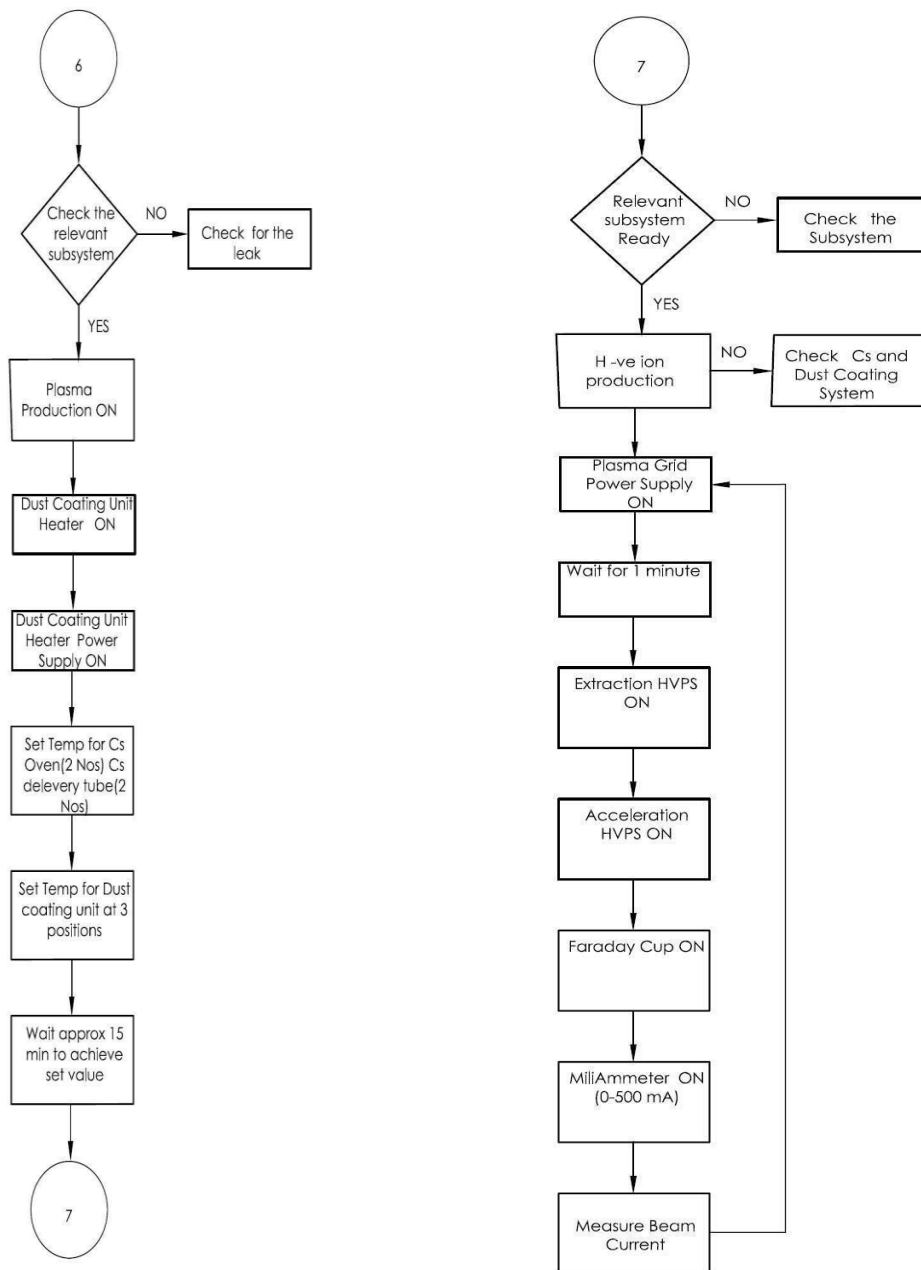 6
Check the
relevant
subsystem
NO
Check for the
leak
YES
Plasma
Production ON
Dust Coating Unit
Heater ON
Dust Coating Unit
Heater Power
Supply ON
Set Temp for Cs
Oven(2 Nos) Cs
delevery tube(2
Nos)
Set Temp for Dust
coating unit at 3
positions
Wait approx 15
min to achieve
set value
7
7
Relevant
subsystem
Ready
NO
Check the
Subsystem
YES
H -ve ion
production
NO
Check Cs and
Dust Coating
System
Plasma Grid
Power Supply
ON
Wait for 1 minute
Extraction HVPS
ON
Acceleration
HVPS ON
Faraday Cup ON
MiliAmmeter ON
(0-500 mA)
Measure Beam
Current